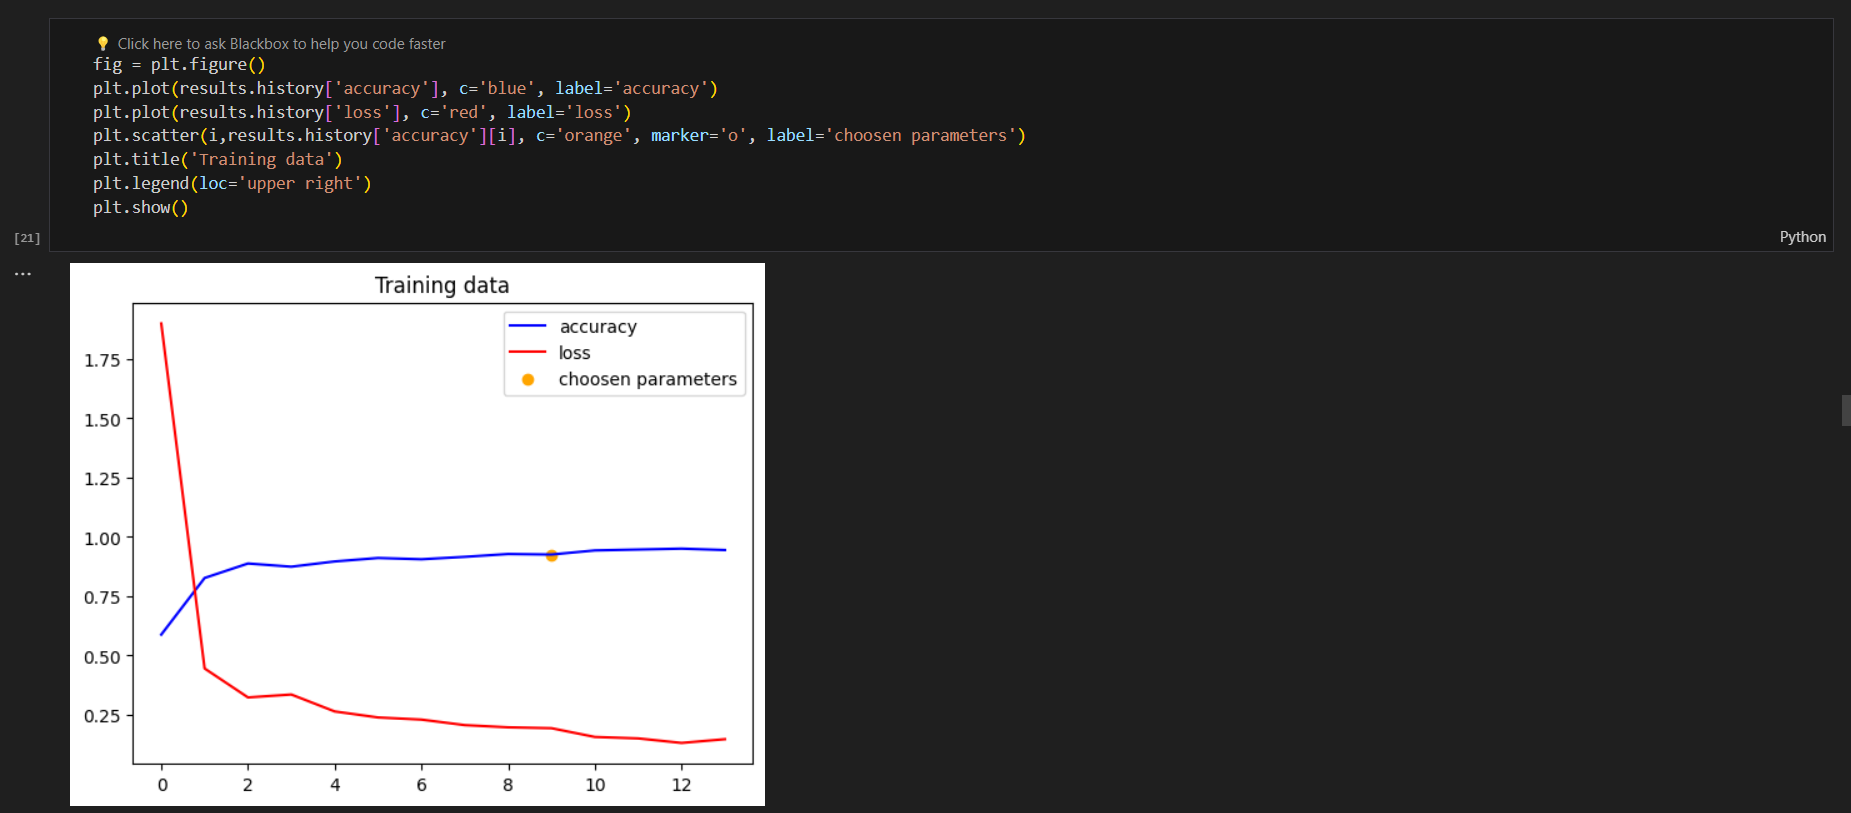 💡 Click here to ask Blackbox to help you code faster
fig = plt.figure()
plt.plot(results.history['accuracy'], c='blue', label='accuracy')
plt.plot(results.history['loss'], c='red', label='loss')
plt.scatter(i,results.history['accuracy'][i], c='orange', marker='o', label='choosen parameters')
plt.title('Training data')
plt.legend(loc='upper right')
plt.show()
[21]
Python
...
Training data
accuracy
loss
choosen parameters
1.75
1.50
1.25
1.00
0.75
0.50
0.25
0 2 4 6 8 10 12